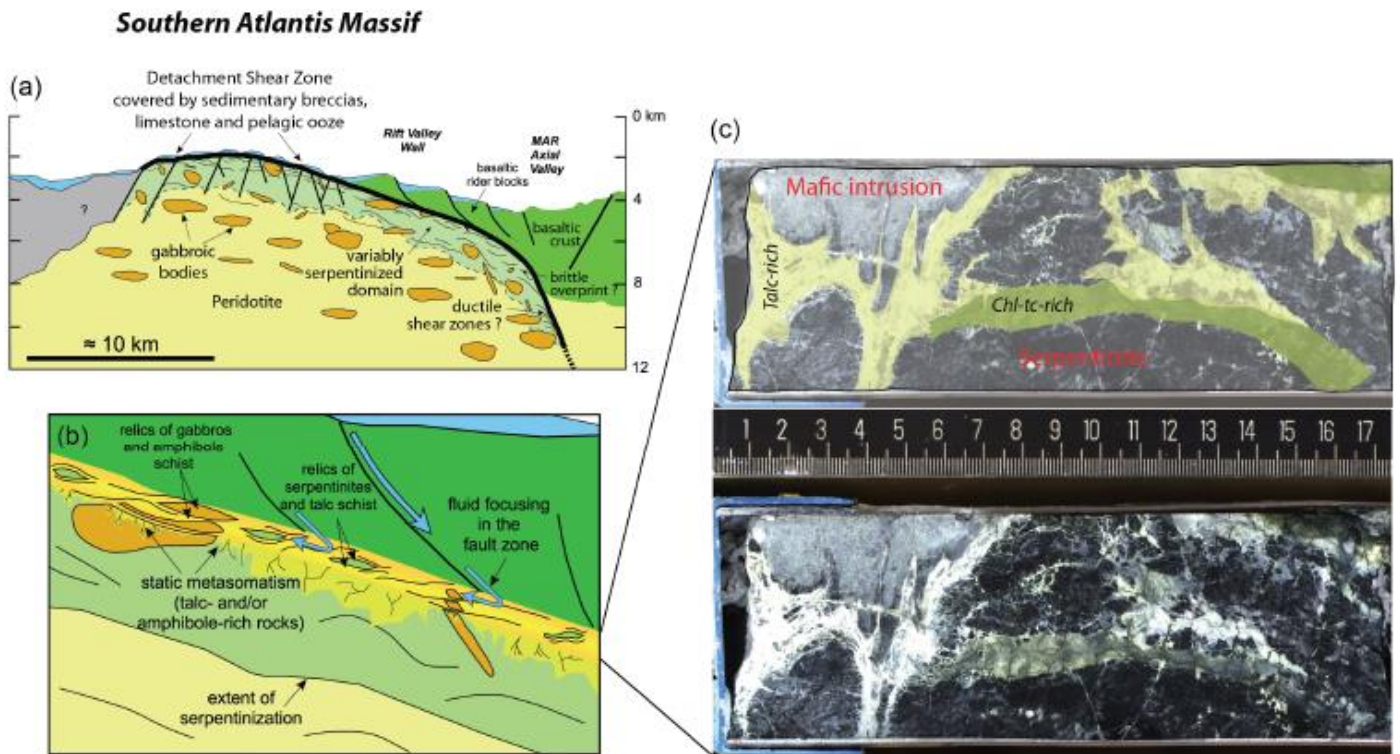 Southern Atlantis Massif
(a)
Detachment Shear Zone
covered by sedimentary breccias,
limestone and pelagic ooze
Rift Valley
Wall
MAR
Axial
Valley
basaltic
rider blocks
0 km
4
8
12
?
gabbroic
bodies
variably
serpentinized
domain
Peridotite
basaltic
crust
brittle
overprint ?
ductile
shear zones ?
≈ 10 km
(b)
relics of gabbros
and amphibole
schist
relics of
serpentinites
and talc schist
fluid focusing
in the
fault zone
static metasomatism
(talc- and/or
amphibole-rich rocks)
extent of
serpentinization
(c)
Mafic intrusion
Talc-rich
Chl-tc-rich
Serpentinite
1 2 3 4 5 6 7 8 9 10 11 12 13 14 15 16 17